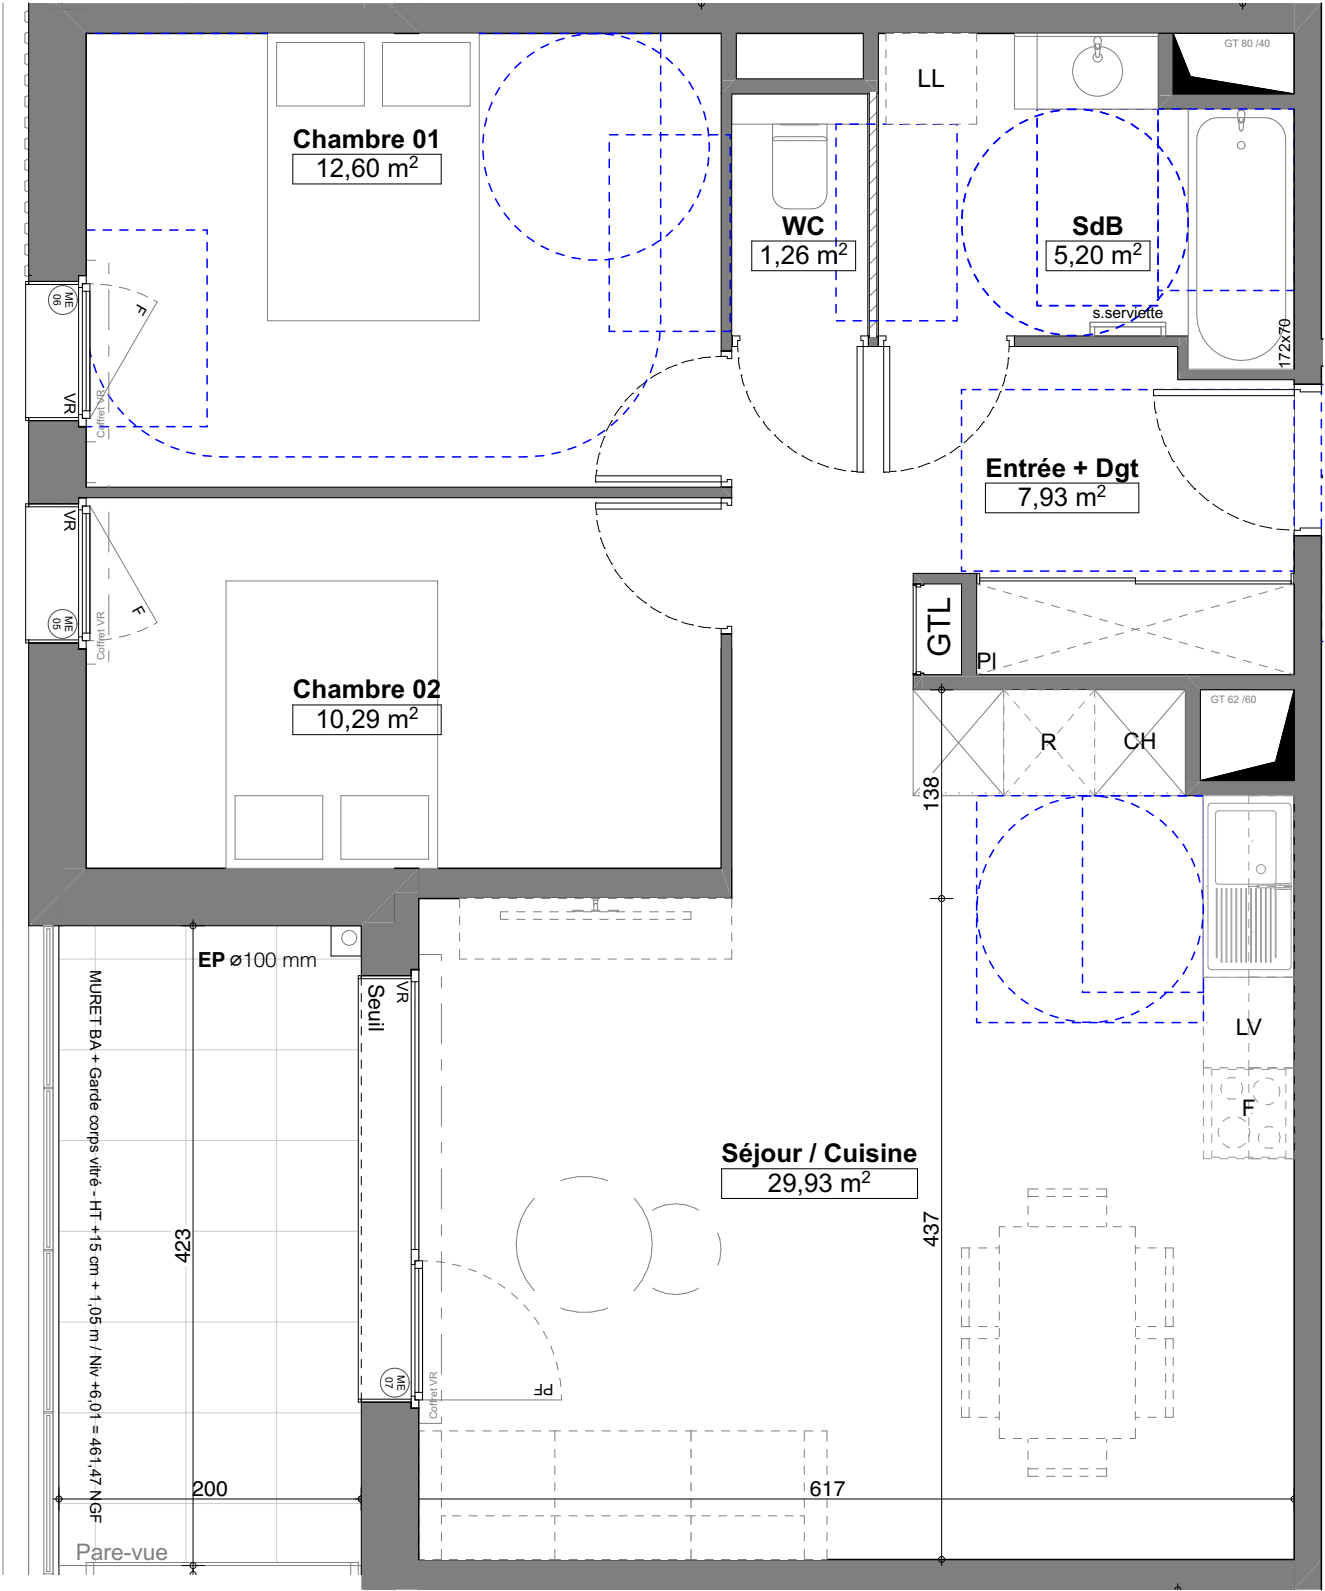 GT 80 /40
LL
Chambre 01
12,60 m²
WC
1,26 m²
SdB
5,20 m²
s.serviette
172x70
ME
06
F
VR
Coffret VR
Entrée + Dgt
7,93 m²
VR
F
ME
05
Coffret VR
GTL
Pl
Chambre 02
10,29 m²
GT 62 /60
R
CH
138
EP ø100 mm
Seuil
VR
MURET BA + Garde corps vitré - HT +15 cm + 1,05 m / Niv +6,01 = 461,47 NGF
LV
F
Séjour / Cuisine
29,93 m²
423
437
ME
07
PF
Coffret VR
200
617
Pare-vue